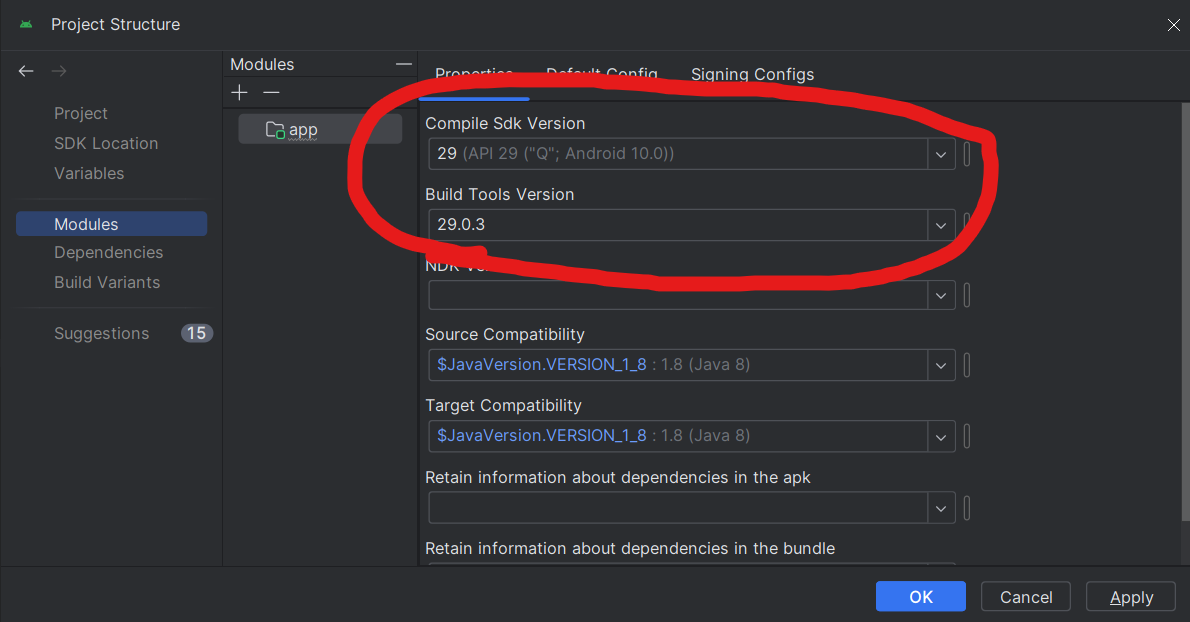 Project Structure
Project
SDK Location
Variables
Modules
Dependencies
Build Variants
Suggestions 15
Modules
app
Properties Default Config Signing Configs
Compile Sdk Version
29 (API 29 ("Q"; Android 10.0))
Build Tools Version
29.0.3
NDK
Source Compatibility
$JavaVersion.VERSION_1_8 : 1.8 (Java 8)
Target Compatibility
$JavaVersion.VERSION_1_8 : 1.8 (Java 8)
Retain information about dependencies in the apk
Retain information about dependencies in the bundle
OK Cancel Apply